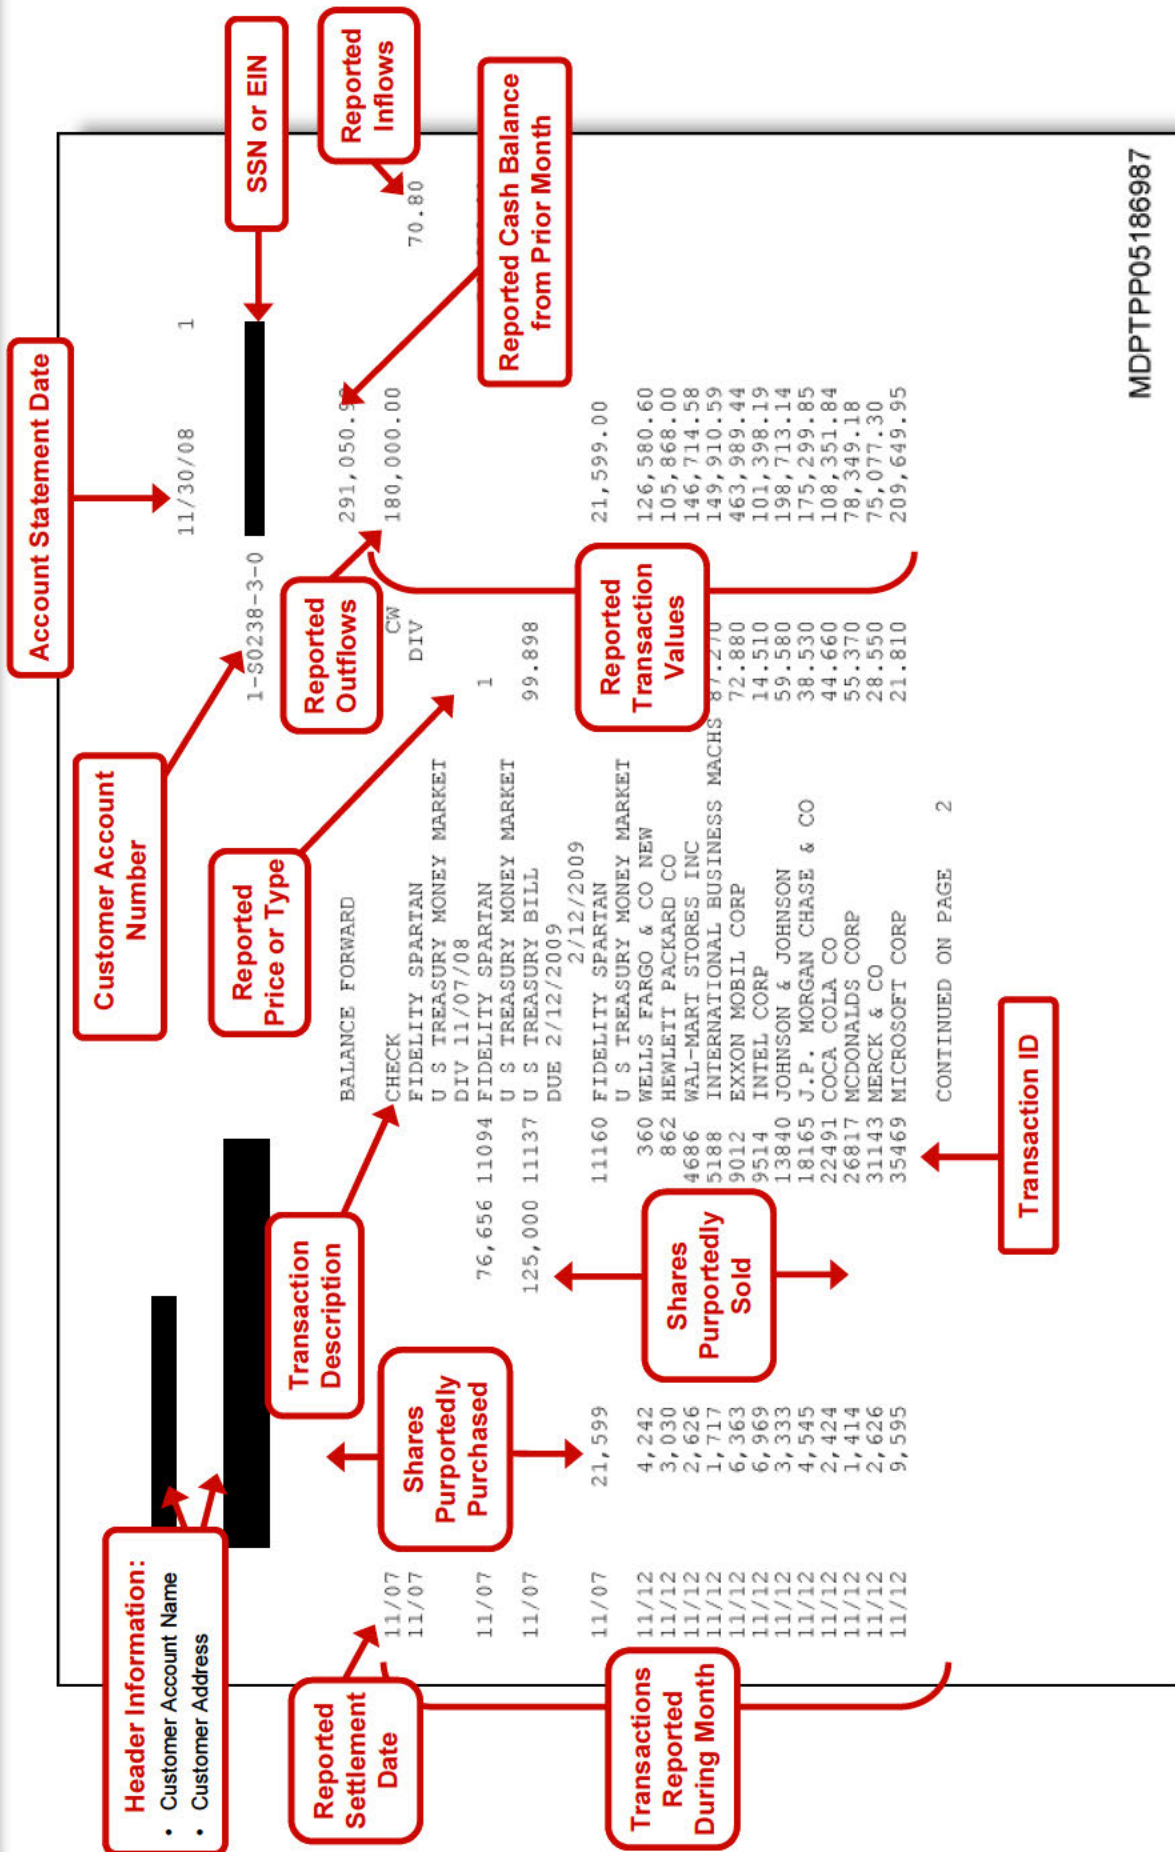 Account Statement Date
SSN or EIN
Customer Account
Number
Header Information:
• Customer Account Name
• Customer Address
11/30/08 1
1-S0238-3-0
Reported
Inflows
Reported
Outflows
Reported
Price or Type
Transaction
Description
Reported
Settlement
Date
Reported Cash Balance
from Prior Month
BALANCE FORWARD 291,050.9
11/07 CHECK CW 180,000.00
11/07 FIDELITY SPARTAN DIV 70.80
U S TREASURY MONEY MARKET
DIV 11/07/08
11/07 76,656 11094 FIDELITY SPARTAN 1
U S TREASURY MONEY MARKET
11/07 125,000 11137 U S TREASURY BILL 99.898
DUE 2/12/2009
2/12/2009
11/07 21,599 11160 FIDELITY SPARTAN 21,599.00
U S TREASURY MONEY MARKET
11/12 4,242 360 WELLS FARGO & CO NEW 126,580.60
11/12 3,030 862 HEWLETT PACKARD CO 105,868.00
11/12 2,626 4686 WAL-MART STORES INC 146,714.58
11/12 1,717 5188 INTERNATIONAL BUSINESS MACHS 87.270 149,910.59
11/12 6,363 9012 EXXON MOBIL CORP 72.880 463,989.44
11/12 6,969 9514 INTEL CORP 14.510 101,398.19
11/12 3,333 13840 JOHNSON & JOHNSON 59.580 198,713.14
11/12 4,545 18165 J.P. MORGAN CHASE & CO 38.530 175,299.85
11/12 2,424 22491 COCA COLA CO 44.660 108,351.84
11/12 1,414 26817 MCDONALDS CORP 55.370 78,349.18
11/12 2,626 31143 MERCK & CO 28.550 75,077.30
11/12 9,595 35469 MICROSOFT CORP 21.810 209,649.95
CONTINUED ON PAGE 2
Shares
Purportedly
Purchased
Shares
Purportedly
Sold
Reported
Transaction
Values
Transactions
Reported
During Month
Transaction ID
MDPTPP05186987